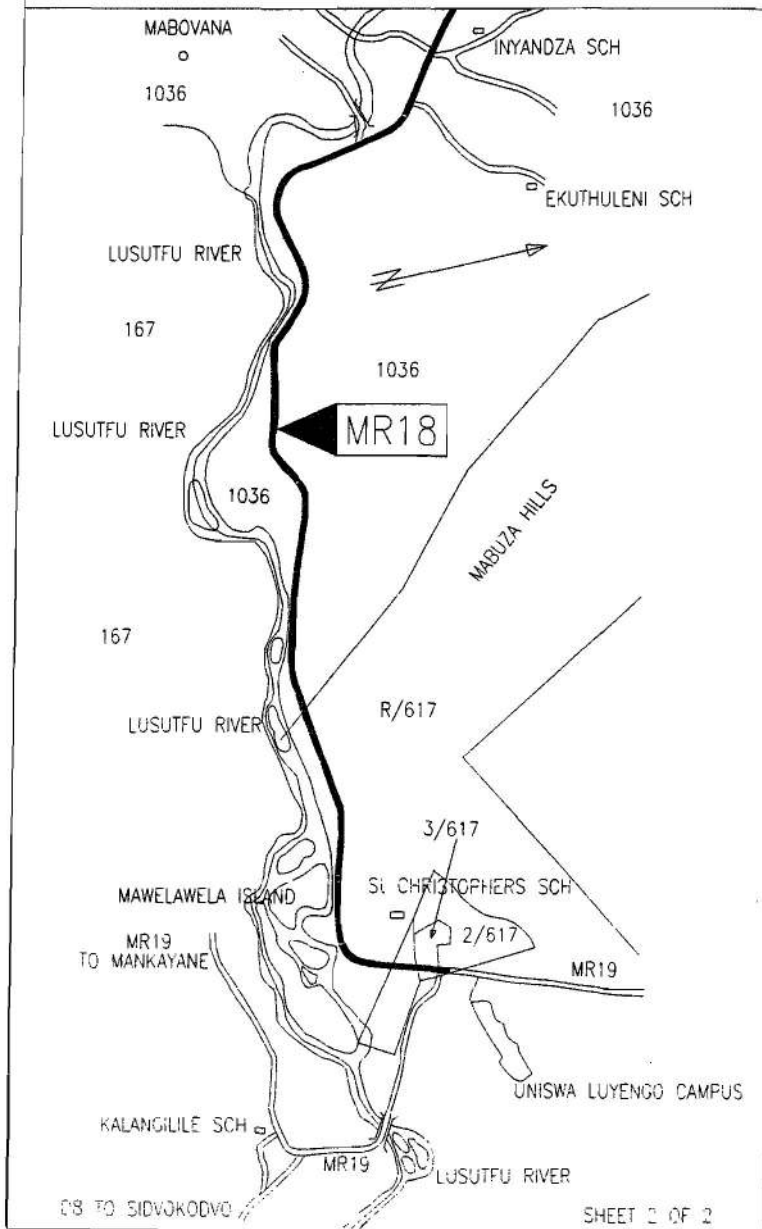 MABOVANA
INYANDZA SCH
1036
1036
EKUTHULENI SCH
LUSUTFU RIVER
N
167
1036
LUSUTFU RIVER
MR18
1036
MABUZA HILLS
167
R/617
LUSUTFU RIVER
3/617
MAWELAWELA ISLAND
St CHRISTOPHERS SCH
2/617
MR19
TO MANKAYANE
MR19
UNISWA LUYENGO CAMPUS
KALANGILILE SCH
MR19
LUSUTFU RIVER
TO SIDVOKODVO
SHEET 2 OF 2